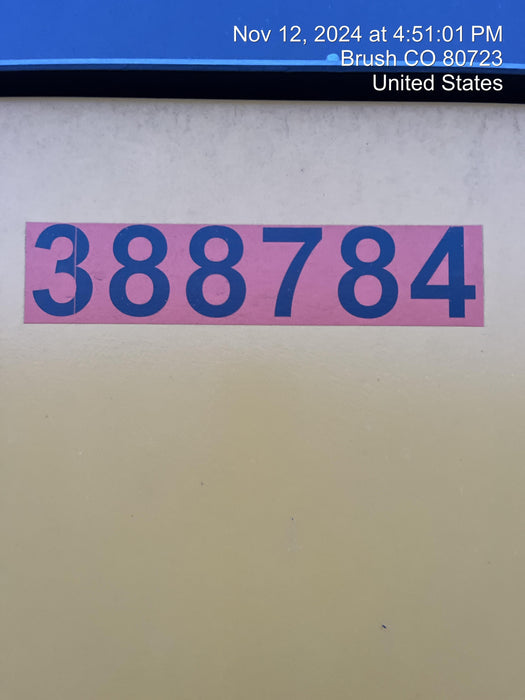 Nov 12, 2024 at 4:51:01 PM
Brush CO 80723
United States
388784